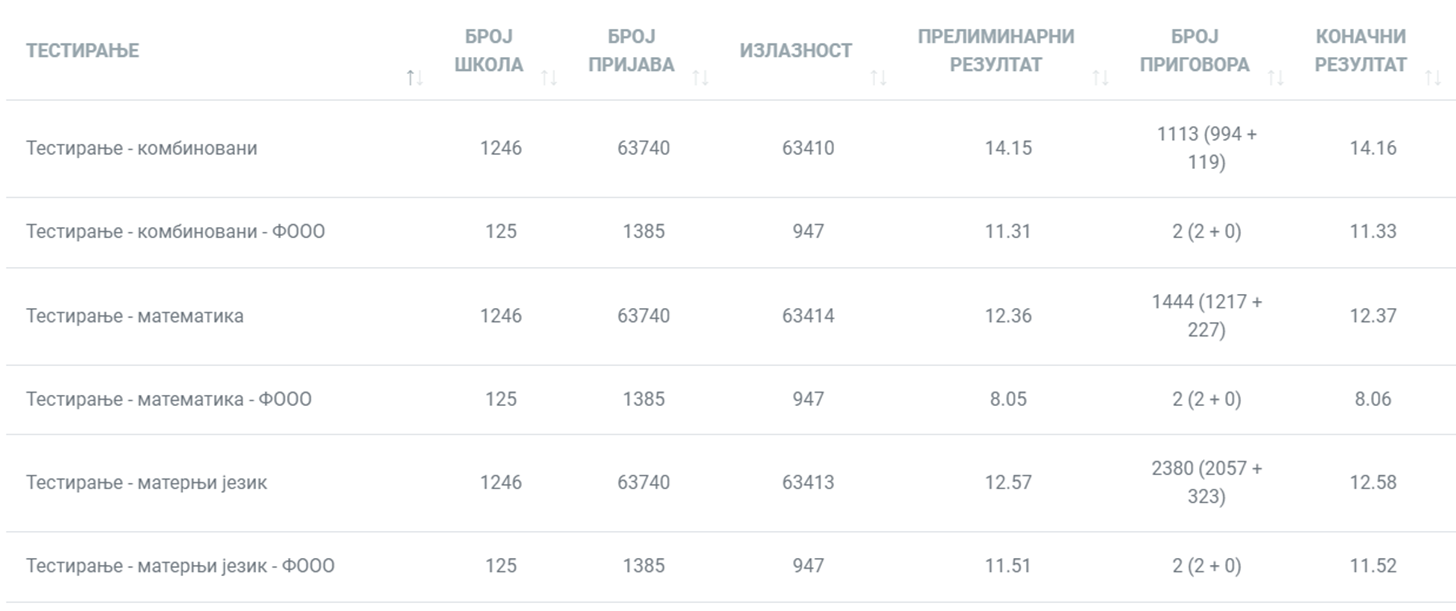 ТЕСТИРАЊЕ БРОЈ ШКОЛА БРОЈ ПРИЈАВА ИЗЛАЗНОСТ ПРЕЛИМИНАРНИ РЕЗУЛТАТ БРОЈ ПРИГОВОРА КОНАЧНИ РЕЗУЛТАТ
Тестирање - комбиновани 1246 63740 63410 14.15 1113 (994 + 119) 14.16
Тестирање - комбиновани - ФООО 125 1385 947 11.31 2 (2 + 0) 11.33
Тестирање - математика 1246 63740 63414 12.36 1444 (1217 + 227) 12.37
Тестирање - математика - ФООО 125 1385 947 8.05 2 (2 + 0) 8.06
Тестирање - матерњи језик 1246 63740 63413 12.57 2380 (2057 + 323) 12.58
Тестирање - матерњи језик - ФООО 125 1385 947 11.51 2 (2 + 0) 11.52